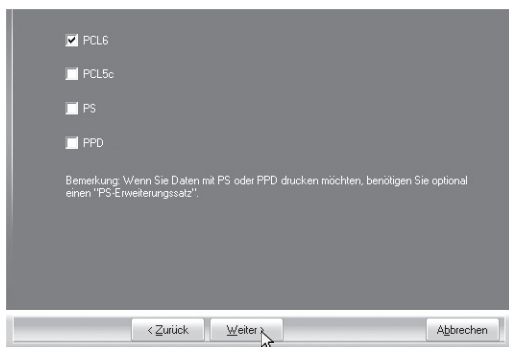 PCL6
PCL5c
PS
PPD
Bemerkung: Wenn Sie Daten mit PS oder PPD drucken möchten, benötigen Sie optional
einen "PS-Erweiterungssatz".
< Zurück Weiter > Abbrechen